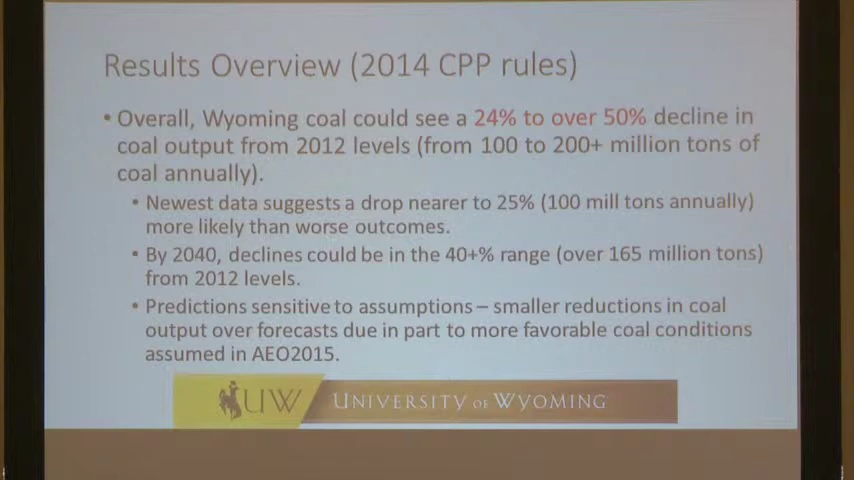 Results Overview (2014 CPP rules)
• Overall, Wyoming coal could see a 24% to over 50% decline in
coal output from 2012 levels (from 100 to 200+ million tons of
coal annually).
• Newest data suggests a drop nearer to 25% (100 mill tons annually)
more likely than worse outcomes.
• By 2040, declines could be in the 40+% range (over 165 million tons)
from 2012 levels.
• Predictions sensitive to assumptions – smaller reductions in coal
output over forecasts due in part to more favorable coal conditions
assumed in AEO2015.
UW UNIVERSITY OF WYOMING